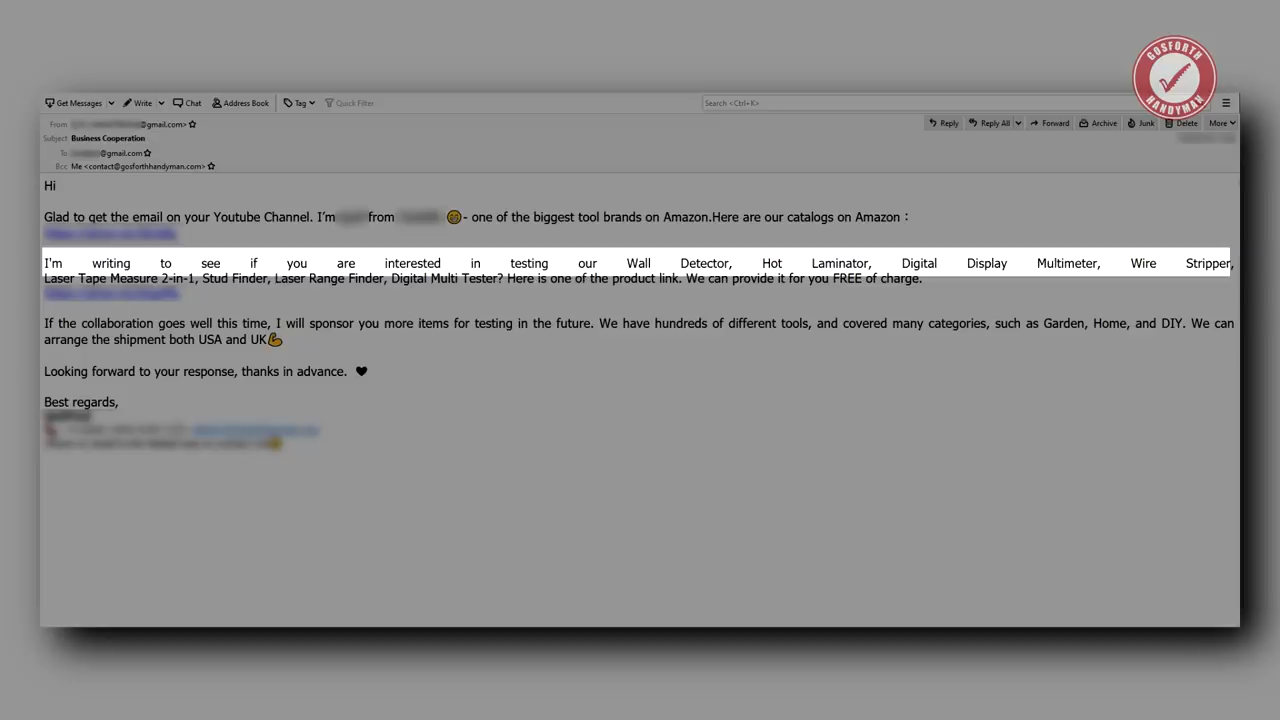 GOSFORTH
HANDYMAN
Get Messages Write Chat Address Book Tag Quick Filter Search <Ctrl+K>
From @gmail.com> Reply Reply All Forward Archive Junk Delete More
Subject: Business Cooperation
To @gmail.com
Bcc: Me <contact@gosforthhandyman.com>
Hi
Glad to get the email on your Youtube Channel. I'm from 😁- one of the biggest tool brands on Amazon.Here are our catalogs on Amazon：
I'm writing to see if you are interested in testing our Wall Detector, Hot Laminator, Digital Display Multimeter, Wire Stripper,
Laser Tape Measure 2-in-1, Stud Finder, Laser Range Finder, Digital Multi Tester? Here is one of the product link. We can provide it for you FREE of charge.
If the collaboration goes well this time, I will sponsor you more items for testing in the future. We have hundreds of different tools, and covered many categories, such as Garden, Home, and DIY. We can
arrange the shipment both USA and UK💪
Looking forward to your response, thanks in advance. ♥
Best regards,